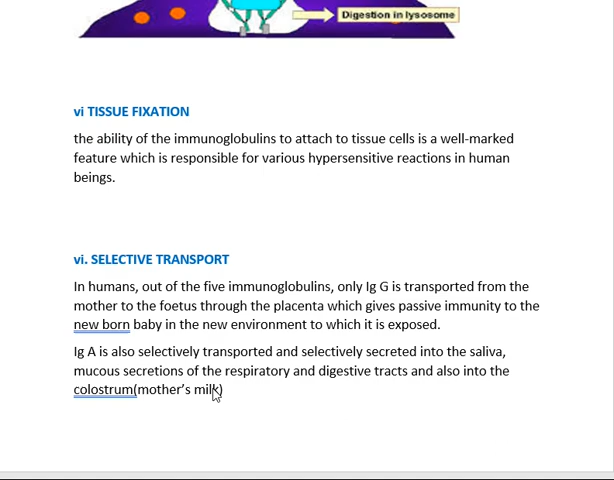 Digestion in lysosome
vi TISSUE FIXATION
the ability of the immunoglobulins to attach to tissue cells is a well-marked
feature which is responsible for various hypersensitive reactions in human
beings.
vi. SELECTIVE TRANSPORT
In humans, out of the five immunoglobulins, only Ig G is transported from the
mother to the foetus through the placenta which gives passive immunity to the
new born baby in the new environment to which it is exposed.
Ig A is also selectively transported and selectively secreted into the saliva,
mucous secretions of the respiratory and digestive tracts and also into the
colostrum(mother’s milk)